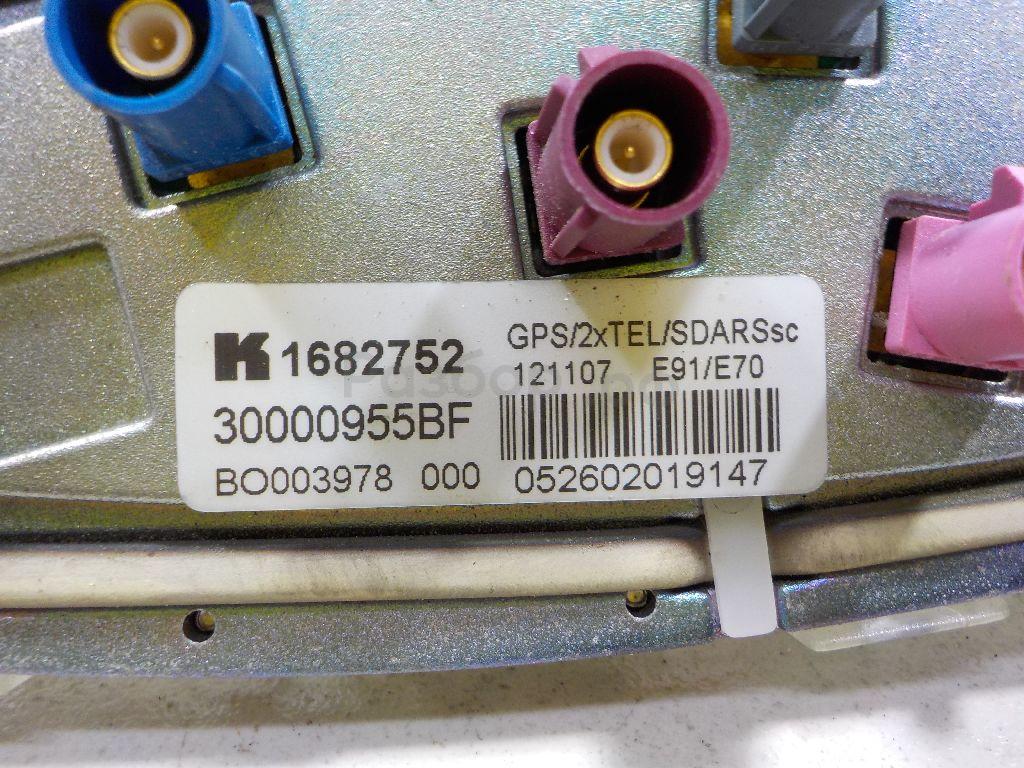 K 1682752
GPS/2xTEL/SDARSsc
121107 E91/E70
30000955BF
BO003978 000
052602019147